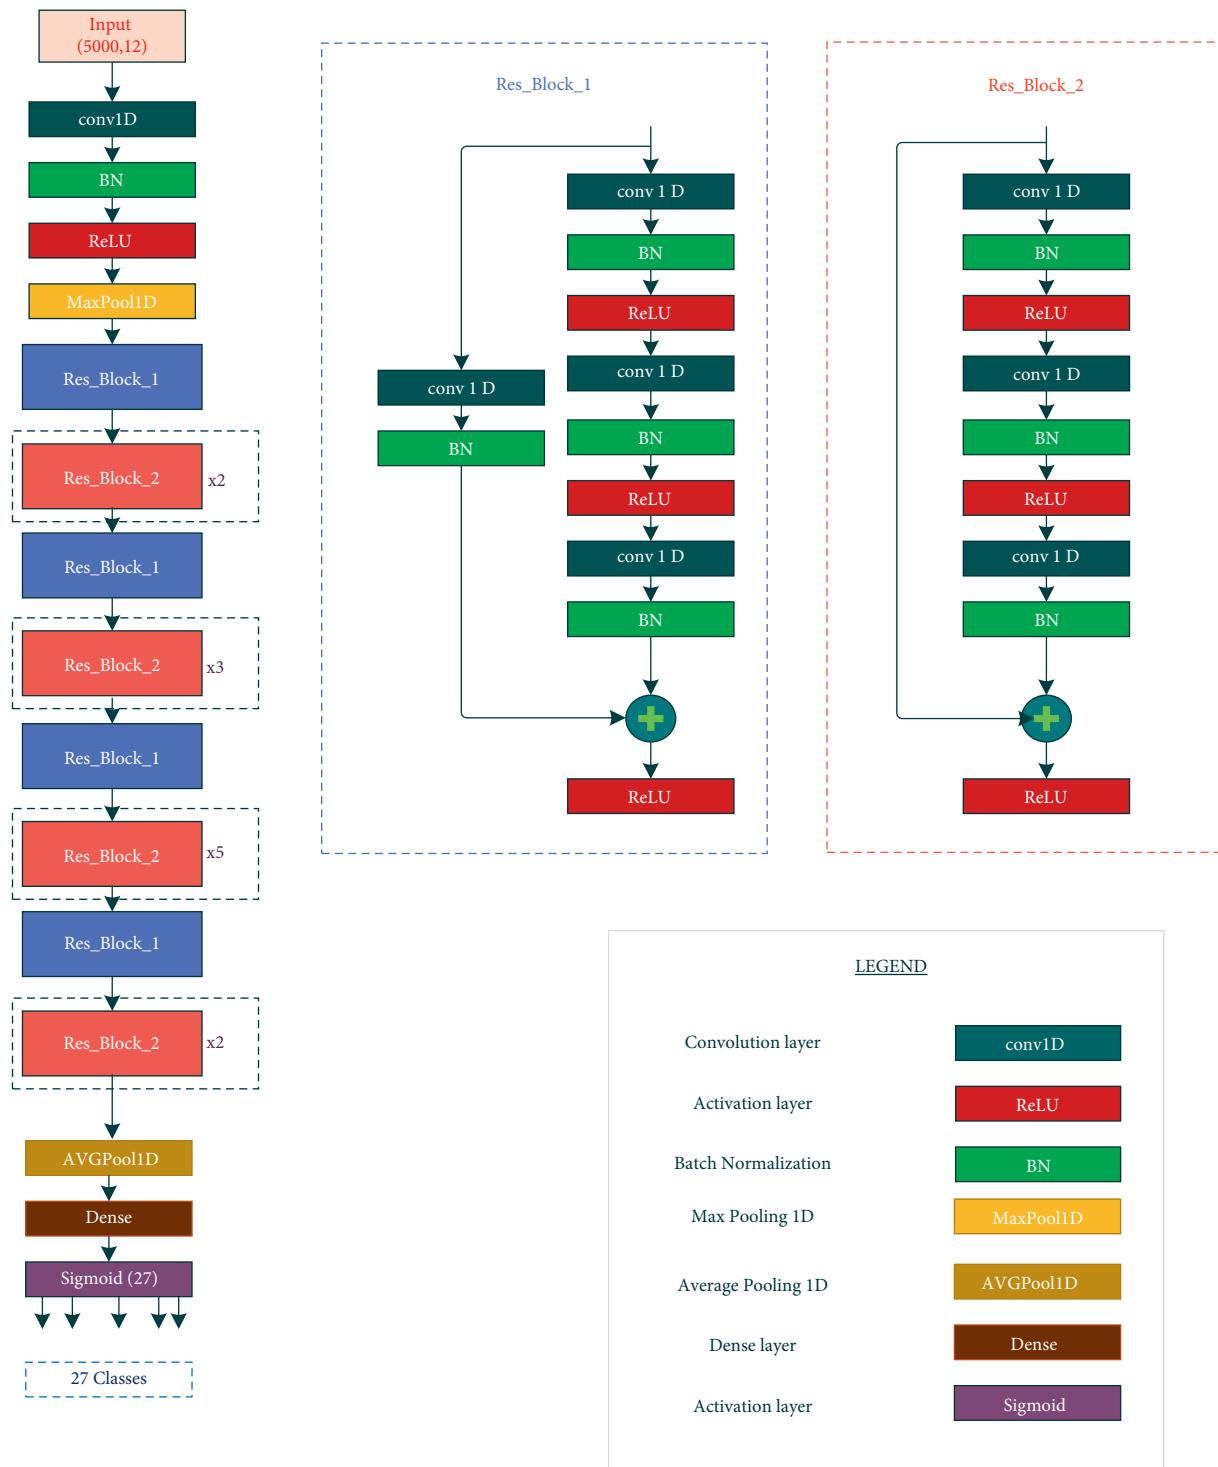 Input
(5000,12)
conv1D
BN
ReLU
MaxPool1D
Res_Block_1
Res_Block_2
x2
Res_Block_1
Res_Block_2
x3
Res_Block_1
Res_Block_2
x5
Res_Block_1
Res_Block_2
x2
AVGPool1D
Dense
Sigmoid (27)
27 Classes
Res_Block_1
conv 1 D
BN
ReLU
conv 1 D
BN
ReLU
conv 1 D
BN
conv 1 D
BN
ReLU
Res_Block_2
conv 1 D
BN
ReLU
conv 1 D
BN
ReLU
conv 1 D
BN
ReLU
LEGEND
Convolution layer conv1D
Activation layer ReLU
Batch Normalization BN
Max Pooling 1D MaxPool1D
Average Pooling 1D AVGPool1D
Dense layer Dense
Activation layer Sigmoid